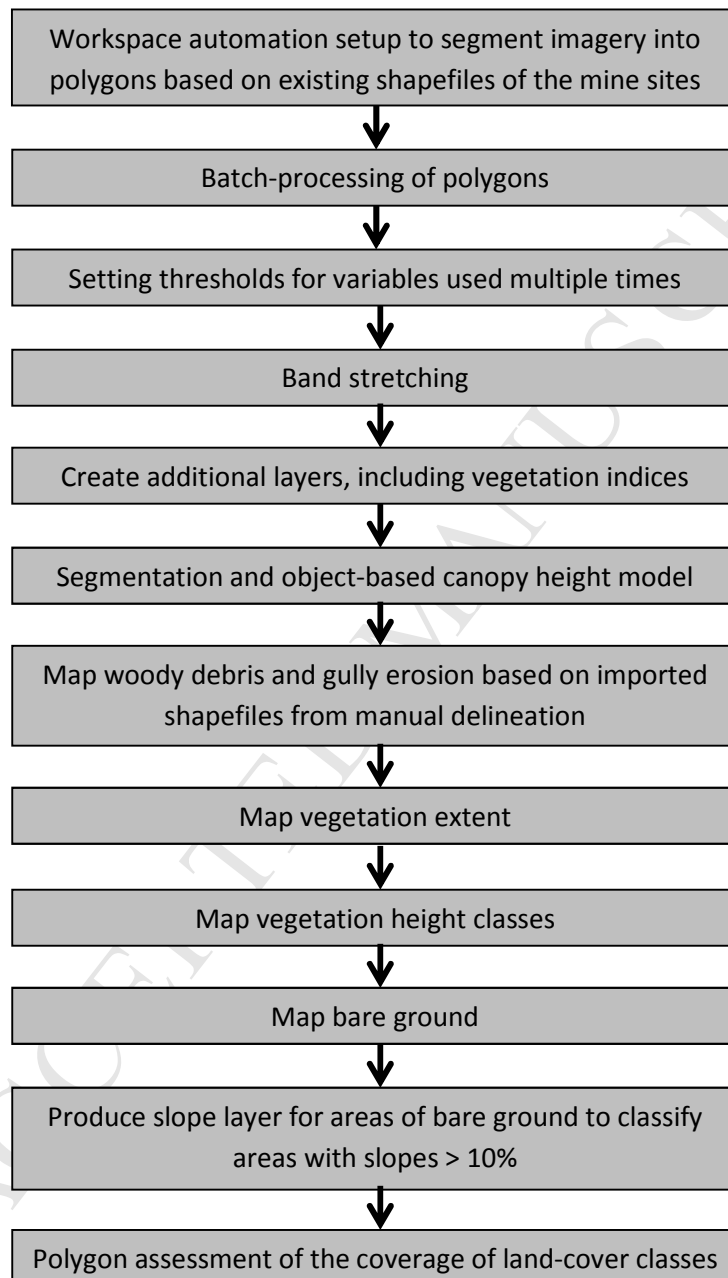 Workspace automation setup to segment imagery into
polygons based on existing shapefiles of the mine sites
Batch-processing of polygons
Setting thresholds for variables used multiple times
Band stretching
Create additional layers, including vegetation indices
Segmentation and object-based canopy height model
Map woody debris and gully erosion based on imported
shapefiles from manual delineation
Map vegetation extent
Map vegetation height classes
Map bare ground
Produce slope layer for areas of bare ground to classify
areas with slopes > 10%
Polygon assessment of the coverage of land-cover classes